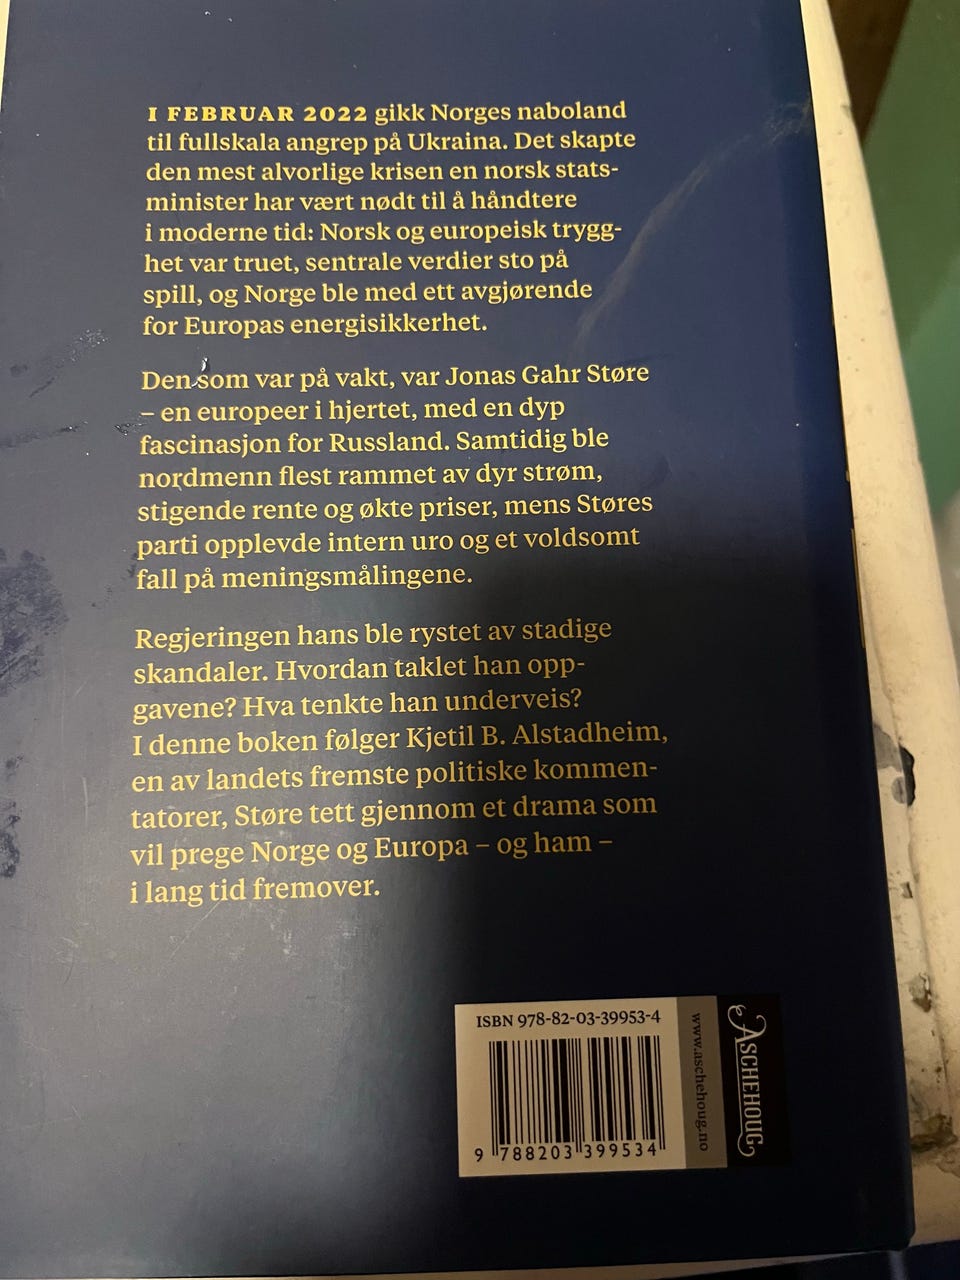 I FEBRUAR 2022 gikk Norges naboland
til fullskala angrep på Ukraina. Det skapte
den mest alvorlige krisen en norsk stats-
minister har vært nødt til å håndtere
i moderne tid: Norsk og europeisk trygg-
het var truet, sentrale verdier sto på
spill, og Norge ble med ett avgjørende
for Europas energisikkerhet.
Den som var på vakt, var Jonas Gahr Støre
– en europeer i hjertet, med en dyp
fascinasjon for Russland. Samtidig ble
nordmenn flest rammet av dyr strøm,
stigende rente og økte priser, mens Støres
parti opplevde intern uro og et voldsomt
fall på meningsmålingene.
Regjeringen hans ble rystet av stadige
skandaler. Hvordan taklet han opp-
gavene? Hva tenkte han underveis?
I denne boken følger Kjetil B. Alstadheim,
en av landets fremste politiske kommen-
tatorer, Støre tett gjennom et drama som
vil prege Norge og Europa – og ham –
i lang tid fremover.
ISBN 978-82-03-39953-4
9 788203 399534
www.aschehoug.no
ASCHEHOUG